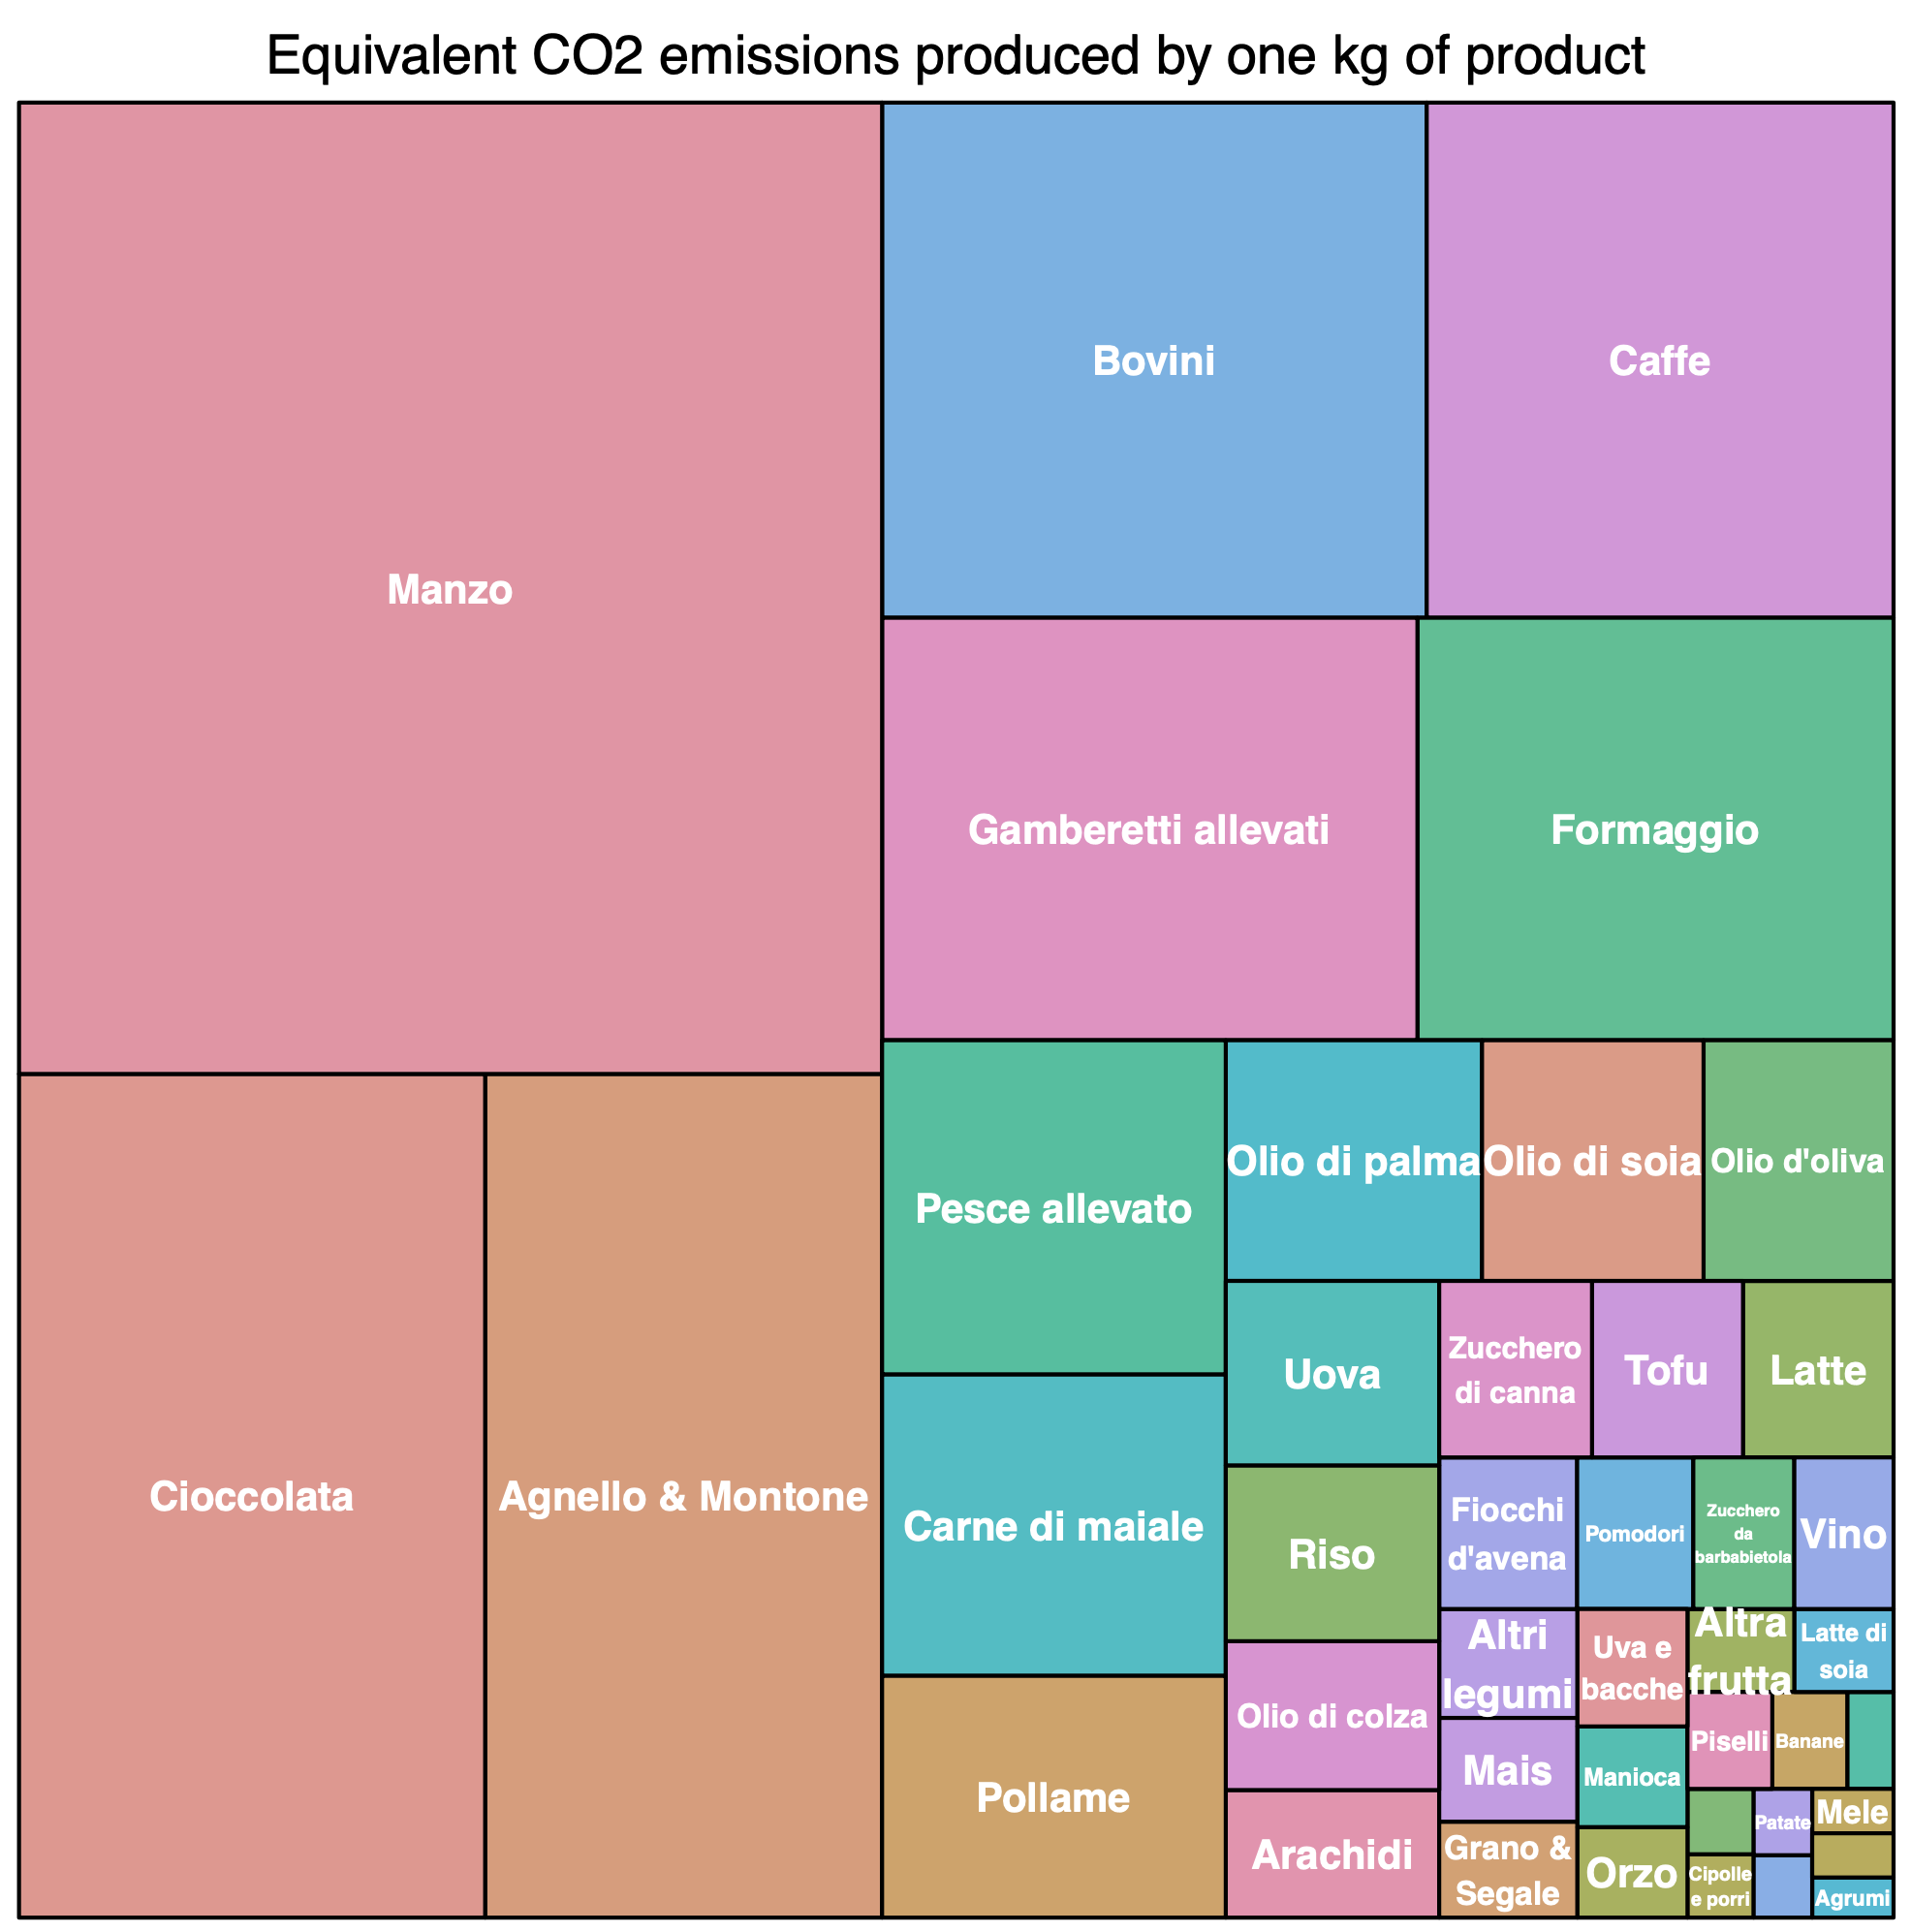 Equivalent CO2 emissions produced by one kg of product
Manzo
Bovini
Caffe
Gamberetti allevati
Formaggio
Cioccolata
Agnello & Montone
Pesce allevato
Carne di maiale
Pollame
Olio di palma
Olio di soia
Olio d'oliva
Uova
Riso
Olio di colza
Arachidi
Zucchero
di canna
Tofu
Latte
Fiocchi
d'avena
Pomodori
Zucchero
da
barbabietola
Vino
Altri
legumi
Mais
Grano &
Segale
Uva e
bacche
Manioca
Orzo
Altra
frutta
Latte di
soia
Piselli
Banane
Cipolle
e porri
Patate
Mele
Agrumi